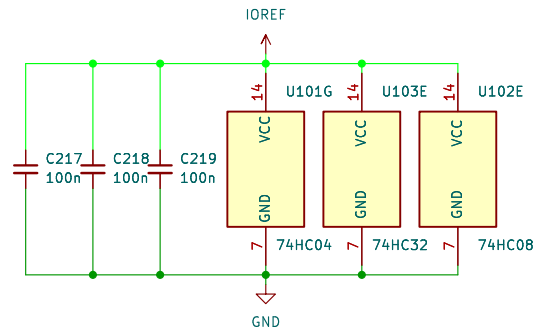 IOREF
14 U101G
14 U103E
14 U102E
VCC
VCC
VCC
C217
100n
C218
100n
C219
100n
GND
GND
GND
7 74HC04
7 74HC32
7 74HC08
GND